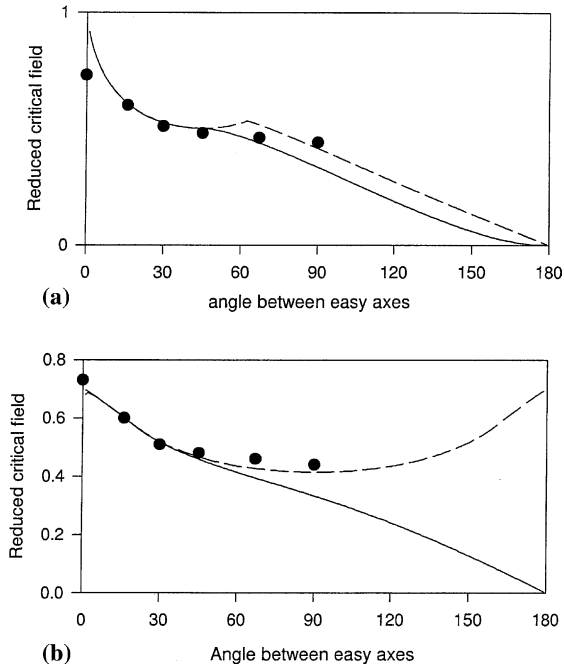 1
Reduced critical field
0
0 30 60 90 120 150 180
(a) angle between easy axes
0.8
0.6
Reduced critical field
0.4
0.2
0.0
0 30 60 90 120 150 180
(b) Angle between easy axes